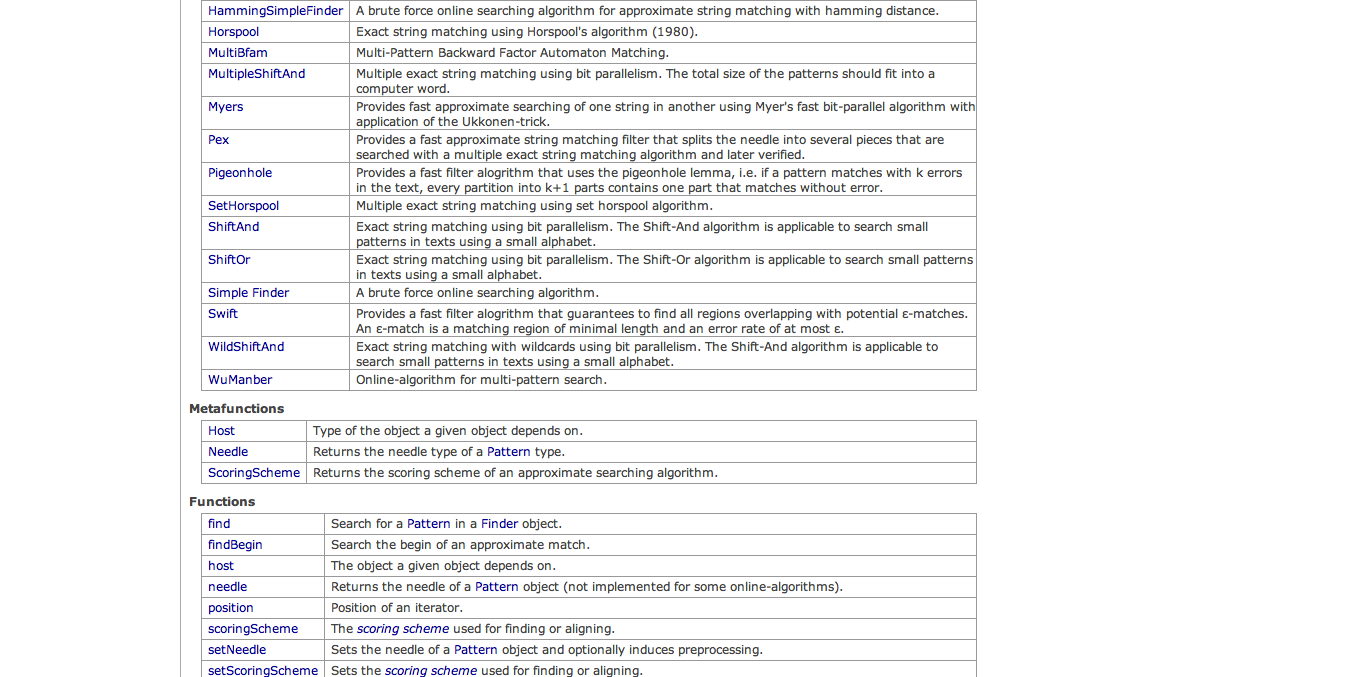 HammingSimpleFinder A brute force online searching algorithm for approximate string matching with hamming distance.
Horspool Exact string matching using Horspool's algorithm (1980).
MultiBfam Multi-Pattern Backward Factor Automaton Matching.
MultipleShiftAnd Multiple exact string matching using bit parallelism. The total size of the patterns should fit into a
computer word.
Myers Provides fast approximate searching of one string in another using Myer's fast bit-parallel algorithm with
application of the Ukkonen-trick.
Pex Provides a fast approximate string matching filter that splits the needle into several pieces that are
searched with a multiple exact string matching algorithm and later verified.
Pigeonhole Provides a fast filter alogrithm that uses the pigeonhole lemma, i.e. if a pattern matches with k errors
in the text, every partition into k+1 parts contains one part that matches without error.
SetHorspool Multiple exact string matching using set horspool algorithm.
ShiftAnd Exact string matching using bit parallelism. The Shift-And algorithm is applicable to search small
patterns in texts using a small alphabet.
ShiftOr Exact string matching using bit parallelism. The Shift-Or algorithm is applicable to search small patterns
in texts using a small alphabet.
Simple Finder A brute force online searching algorithm.
Swift Provides a fast filter alogrithm that guarantees to find all regions overlapping with potential ε-matches.
An ε-match is a matching region of minimal length and an error rate of at most ε.
WildShiftAnd Exact string matching with wildcards using bit parallelism. The Shift-And algorithm is applicable to
search small patterns in texts using a small alphabet.
WuManber Online-algorithm for multi-pattern search.
Metafunctions
Host Type of the object a given object depends on.
Needle Returns the needle type of a Pattern type.
ScoringScheme Returns the scoring scheme of an approximate searching algorithm.
Functions
find Search for a Pattern in a Finder object.
findBegin Search the begin of an approximate match.
host The object a given object depends on.
needle Returns the needle of a Pattern object (not implemented for some online-algorithms).
position Position of an iterator.
scoringScheme The scoring scheme used for finding or aligning.
setNeedle Sets the needle of a Pattern object and optionally induces preprocessing.
setScoringScheme Sets the scoring scheme used for finding or aligning.